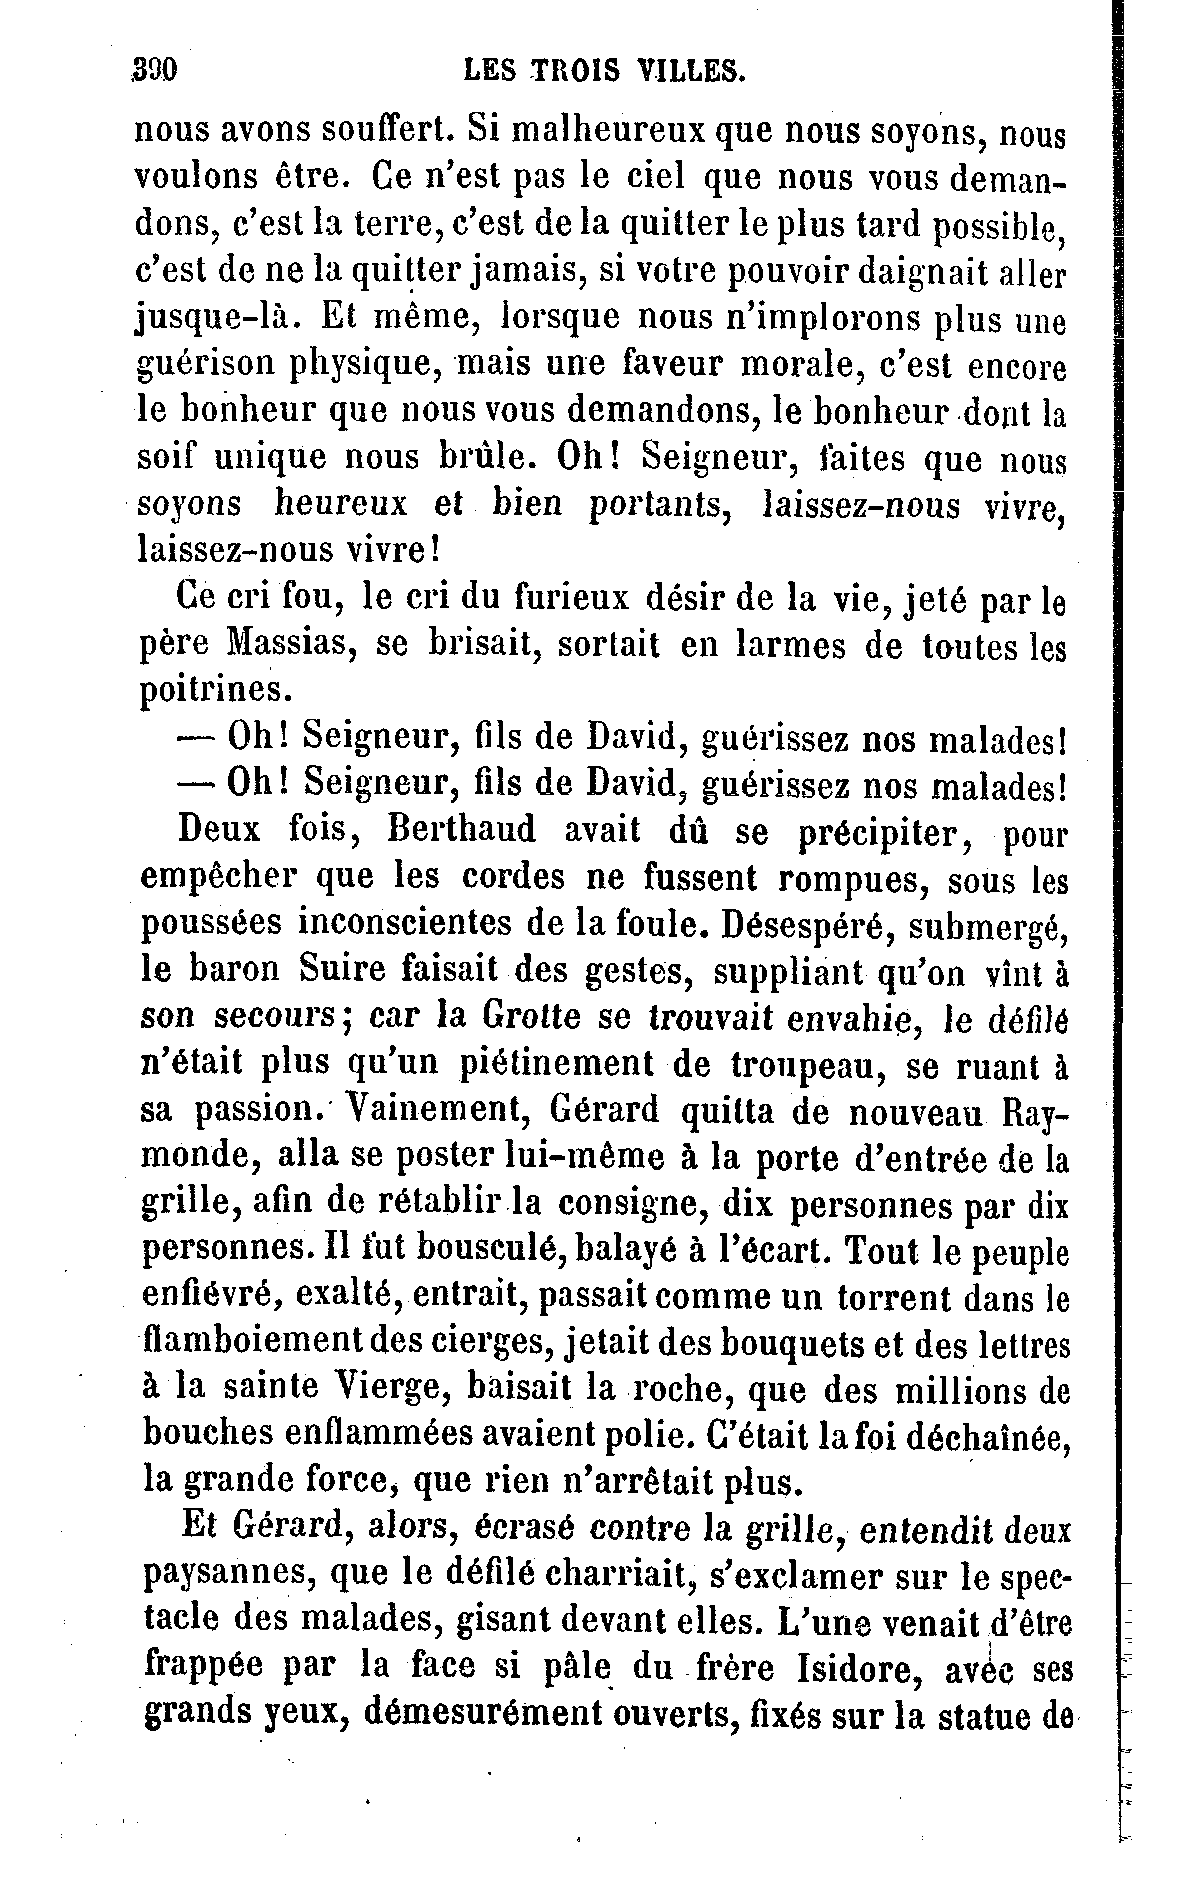 390 LES TROIS VILLES.
nous avons souffert. Si malheureux que nous soyons, nous
voulons être. Ce n'est pas le ciel que nous vous deman-
dons, c'est la terre, c'est de la quitter le plus tard possible,
c'est de ne la quitter jamais, si votre pouvoir daignait aller
jusque-là. Et même, lorsque nous n'implorons plus une
guérison physique, mais une faveur morale, c'est encore
le bonheur que nous vous demandons, le bonheur dont la
soif unique nous brûle. Oh! Seigneur, faites que nous
soyons heureux et bien portants, laissez-nous vivre,
laissez-nous vivre!
Ce cri fou, le cri du furieux désir de la vie, jeté par le
père Massias, se brisait, sortait en larmes de toutes les
poitrines.
— Oh! Seigneur, fils de David, guérissez nos malades!
— Oh! Seigneur, fils de David, guérissez nos malades!
Deux fois, Berthaud avait dû se précipiter, pour
empêcher que les cordes ne fussent rompues, sous les
poussées inconscientes de la foule. Désespéré, submergé,
le baron Suire faisait des gestes, suppliant qu'on vînt à
son secours; car la Grotte se trouvait envahie, le défilé
n'était plus qu'un piétinement de troupeau, se ruant à
sa passion. Vainement, Gérard quitta de nouveau Ray-
monde, alla se poster lui-même à la porte d'entrée de la
grille, afin de rétablir la consigne, dix personnes par dix
personnes. Il fut bousculé, balayé à l'écart. Tout le peuple
enfiévré, exalté, entrait, passait comme un torrent dans le
flamboiement des cierges, jetait des bouquets et des lettres
à la sainte Vierge, baisait la roche, que des millions de
bouches enflammées avaient polie. C'était la foi déchaînée,
la grande force, que rien n'arrêtait plus.
Et Gérard, alors, écrasé contre la grille, entendit deux
paysannes, que le défilé charriait, s'exclamer sur le spec-
tacle des malades, gisant devant elles. L'une venait d'être
frappée par la face si pâle du frère Isidore, avec ses
grands yeux, démesurément ouverts, fixés sur la statue de